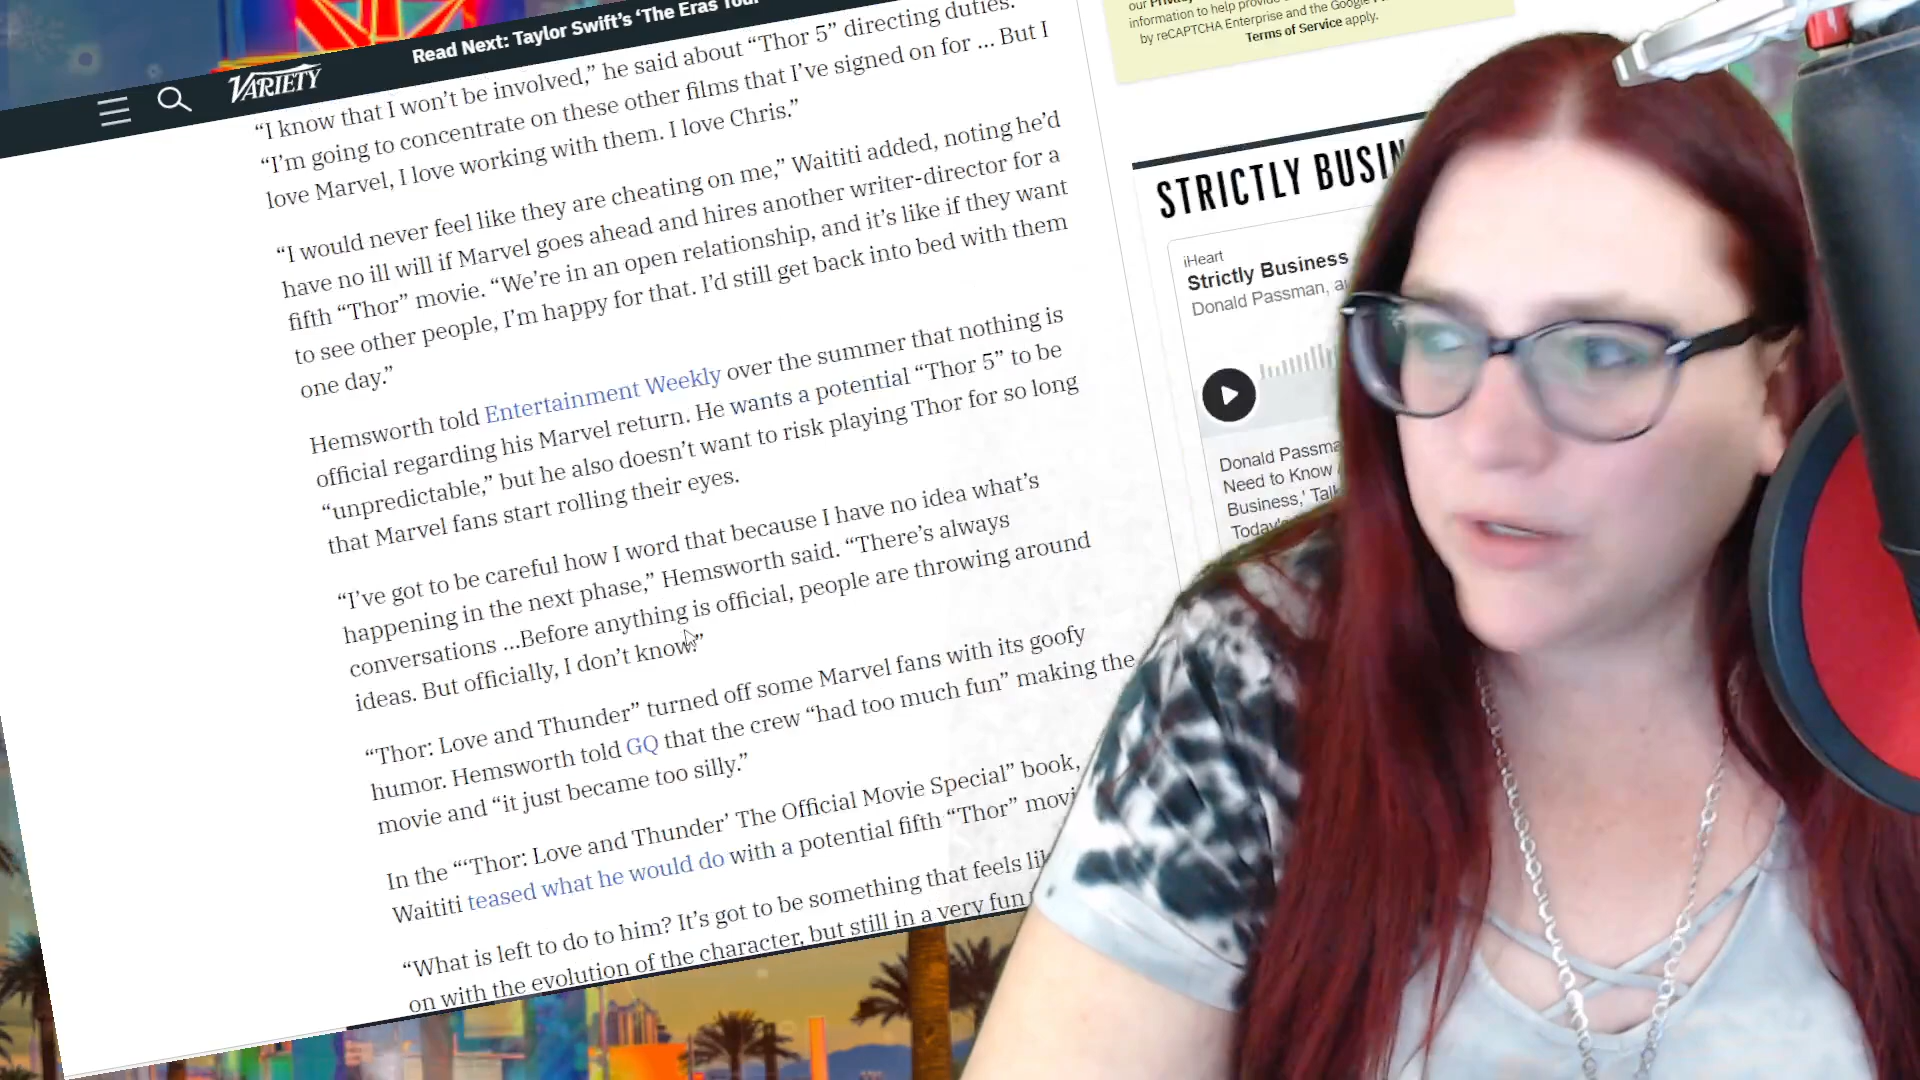 Read Next: Taylor Swift's 'The Eras Tour
VARIETY
“I know that I won’t be involved,” he said about “Thor 5” directing duties.
“I’m going to concentrate on these other films that I’ve signed on for … But I
love Marvel, I love working with them. I love Chris.”
“I would never feel like they are cheating on me,” Waititi added, noting he’d
have no ill will if Marvel goes ahead and hires another writer-director for a
fifth “Thor” movie. “We’re in an open relationship, and it’s like if they want
to see other people, I’m happy for that. I’d still get back into bed with them
one day.”
Hemsworth told Entertainment Weekly over the summer that nothing is
official regarding his Marvel return. He wants a potential “Thor 5” to be
“unpredictable,” but he also doesn’t want to risk playing Thor for so long
that Marvel fans start rolling their eyes.
“I’ve got to be careful how I word that because I have no idea what’s
happening in the next phase,” Hemsworth said. “There’s always
conversations …Before anything is official, people are throwing around
ideas. But officially, I don’t know.”
“Thor: Love and Thunder” turned off some Marvel fans with its goofy
humor. Hemsworth told GQ that the crew “had too much fun” making the
movie and “it just became too silly.”
In the “‘Thor: Love and Thunder’ The Official Movie Special” book,
Waititi teased what he would do with a potential fifth “Thor”
“What is left to do to him? It’s got to be something that feels
on with the evolution of the character, but still in a very fun
our
information to help
by reCAPTCHA Enterprise and the Google
Terms of Service apply.
STRICTLY
iHeart
Strictly Business
Donald Passman,
Donald
Need to Know
Business,'